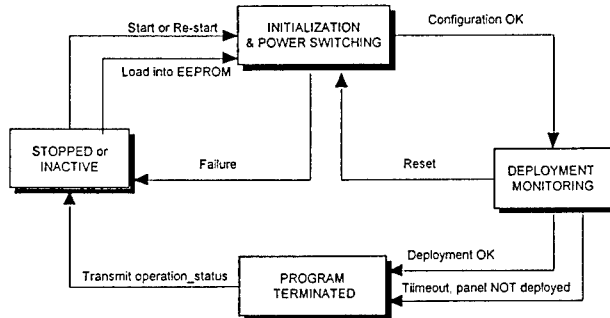 Start or Re-start
INITIALIZATION
& POWER SWITCHING
Configuration OK
Load into EEPROM
STOPPED or
INACTIVE
Failure
Reset
DEPLOYMENT
MONITORING
Deployment OK
Transmit operation_status
PROGRAM
TERMINATED
Tiimeout, panel NOT deployed